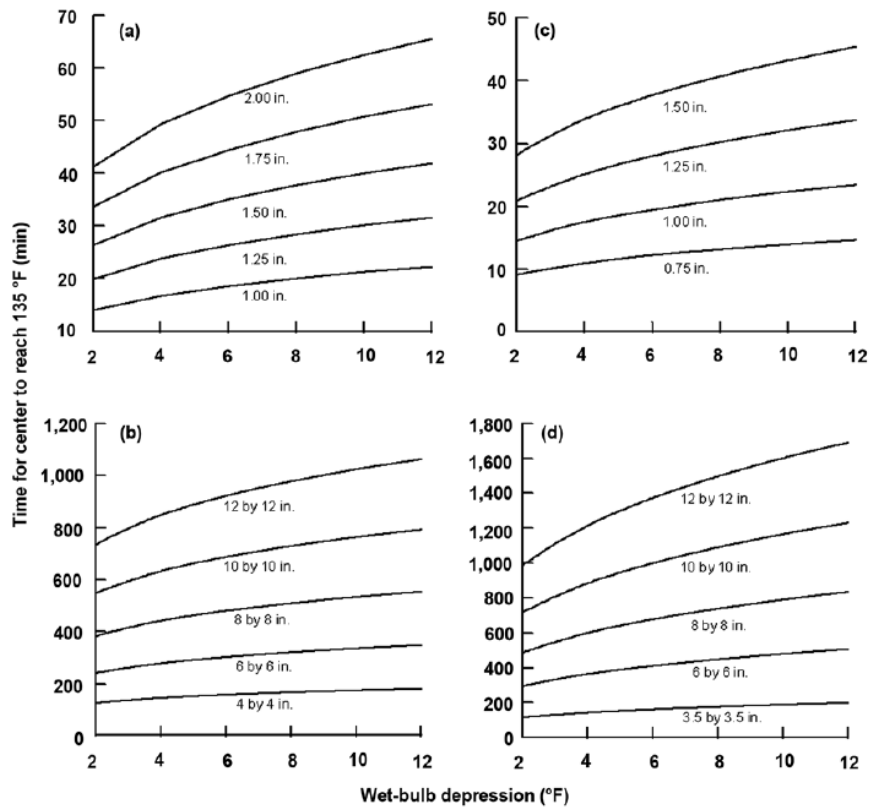 Time for center to reach 135 °F (min)
(a)
70
60
50
40
30
20
10
2.00 in.
1.75 in.
1.50 in.
1.25 in.
1.00 in.
2 4 6 8 10 12
(c)
50
40
30
20
10
0
1.50 in.
1.25 in.
1.00 in.
0.75 in.
2 4 6 8 10 12
(b)
1,200
1,000
800
600
400
200
0
12 by 12 in.
10 by 10 in.
8 by 8 in.
6 by 6 in.
4 by 4 in.
2 4 6 8 10 12
(d)
1,800
1,600
1,400
1,200
1,000
800
600
400
200
0
12 by 12 in.
10 by 10 in.
8 by 8 in.
6 by 6 in.
3.5 by 3.5 in.
2 4 6 8 10 12
Wet-bulb depression (°F)